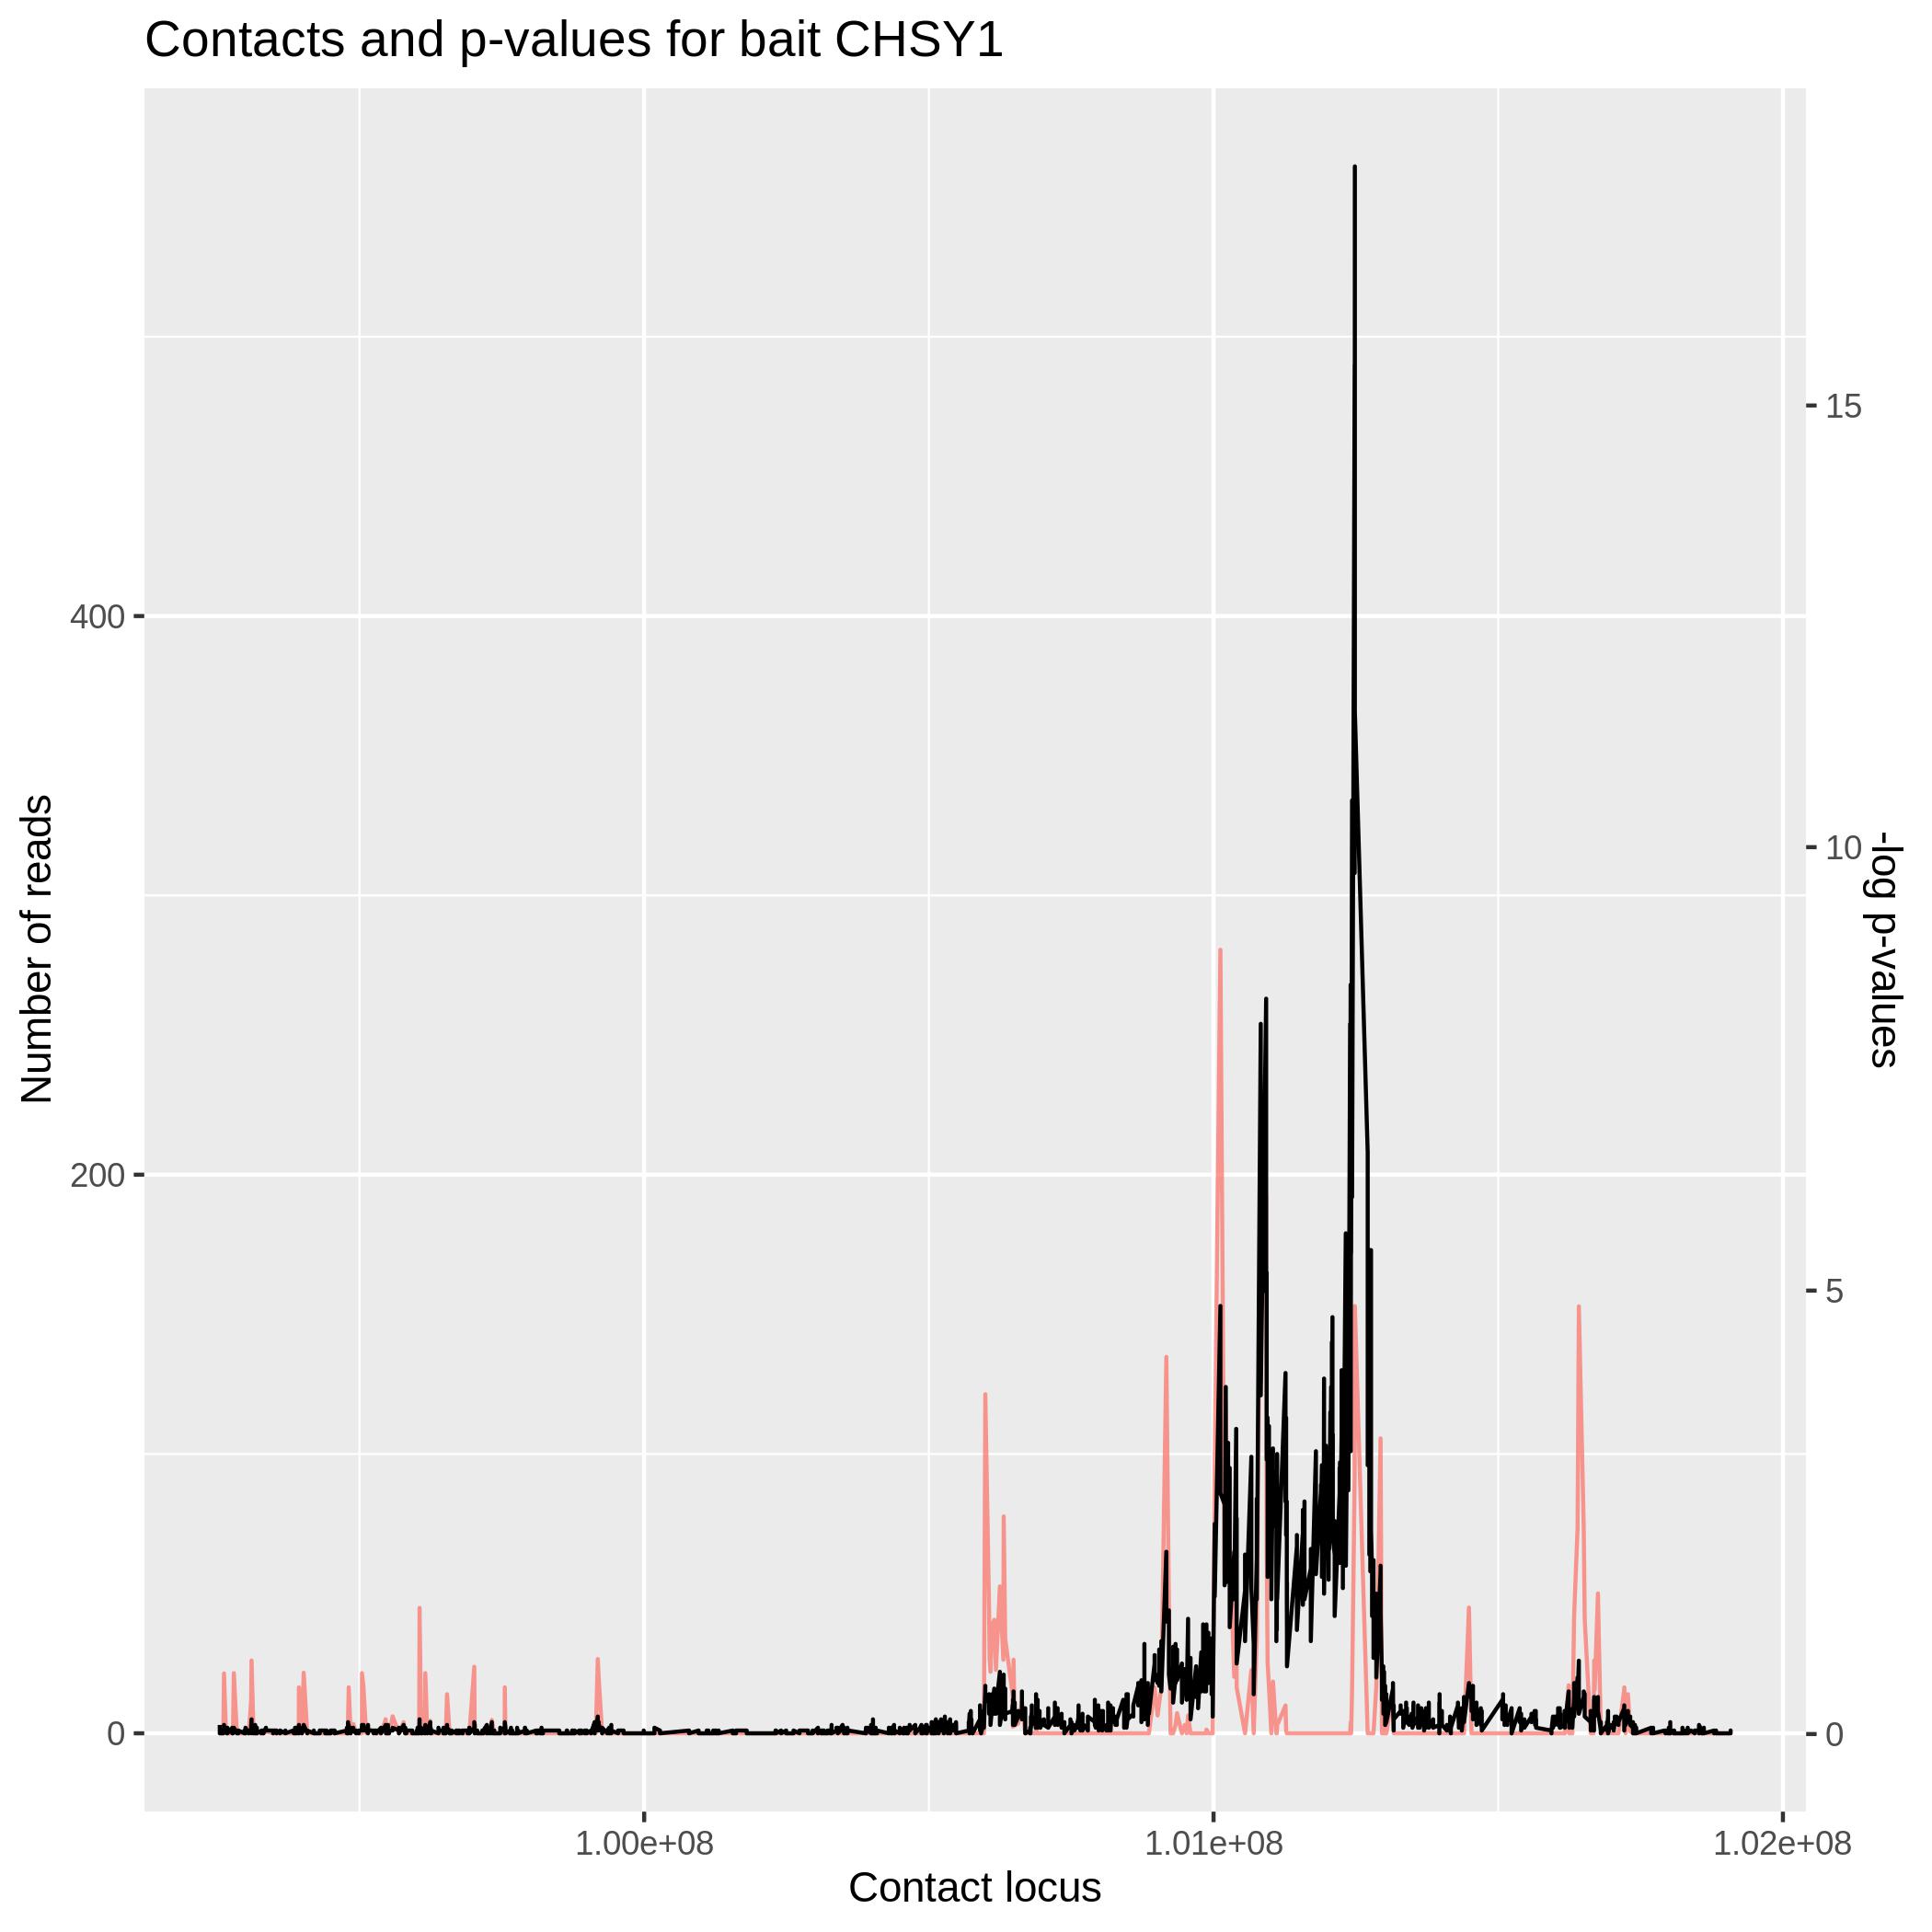 Contacts and p-values for bait CHSY1
Number of reads
400
200
0
15
10
5
0
-log p-values
1.00e+08
1.01e+08
1.02e+08
Contact locus